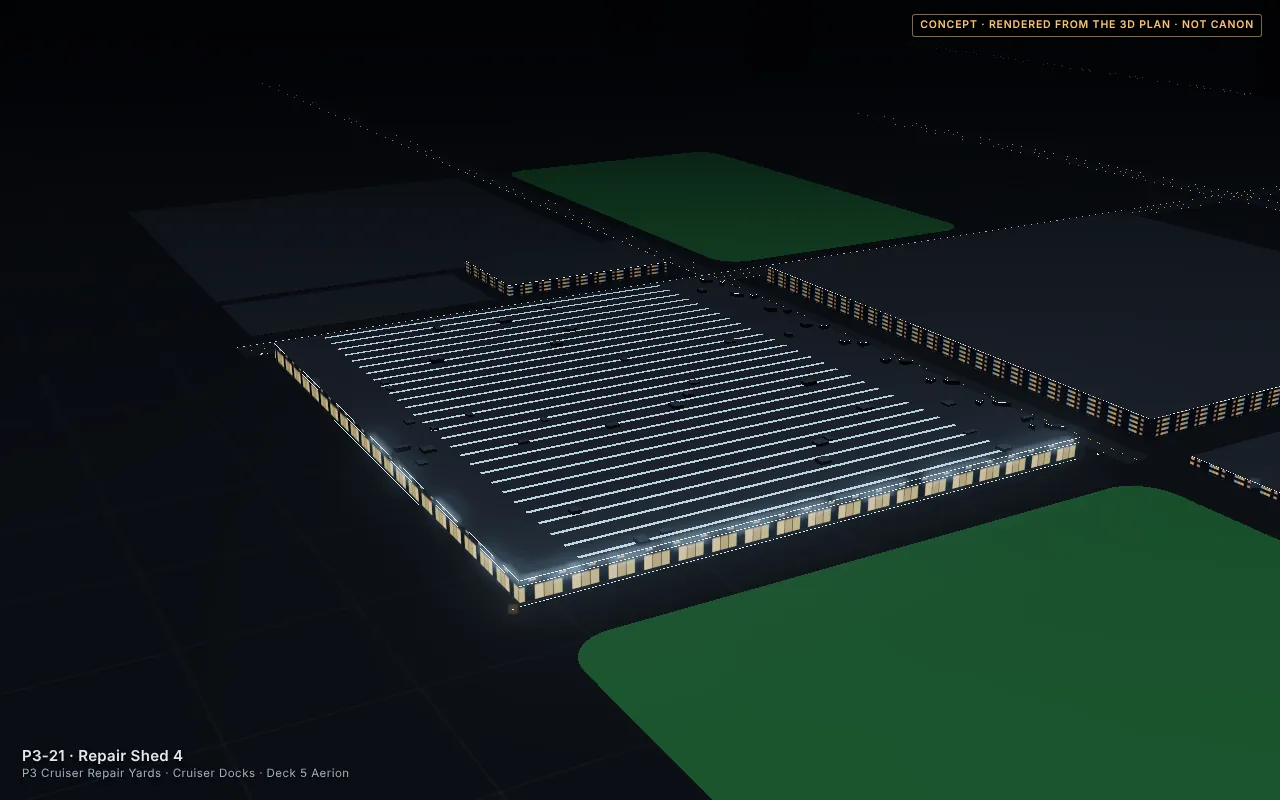 CONCEPT · RENDERED FROM THE 3D PLAN · NOT CANON
P3-21 · Repair Shed 4
P3 Cruiser Repair Yards · Cruiser Docks · Deck 5 Aerion